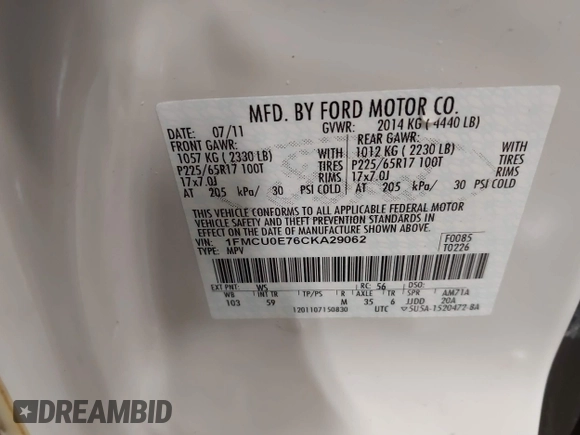 MFD. BY FORD MOTOR CO.
DATE: 07/11 GVWR: 2014 KG ( 4440 LB)
FRONT GAWR: REAR GAWR:
1057 KG ( 2330 LB) WITH 1012 KG ( 2230 LB) WITH
P225/65R17 100T TIRES P225/65R17 100T TIRES
17x7.0J RIMS 17x7.0J RIMS
AT 205 kPa/ 30 PSI COLD AT 205 kPa/ 30 PSI COLD
THIS VEHICLE CONFORMS TO ALL APPLICABLE FEDERAL MOTOR
VEHICLE SAFETY AND THEFT PREVENTION STANDARDS IN
EFFECT ON THE DATE OF MANUFACTURE SHOWN ABOVE.
VIN: 1FMCU0E76CKA29062 F0085
TYPE: MPV T0226
EXT PNT: WS RC: 56 DSO:
WB INT TR TP/PS R AXLE TR SPR AM71A
103 59 M 35 6 JJDD 20A
1201107150830 UTC ▽5U5A-1520472-BA
DREAMBID